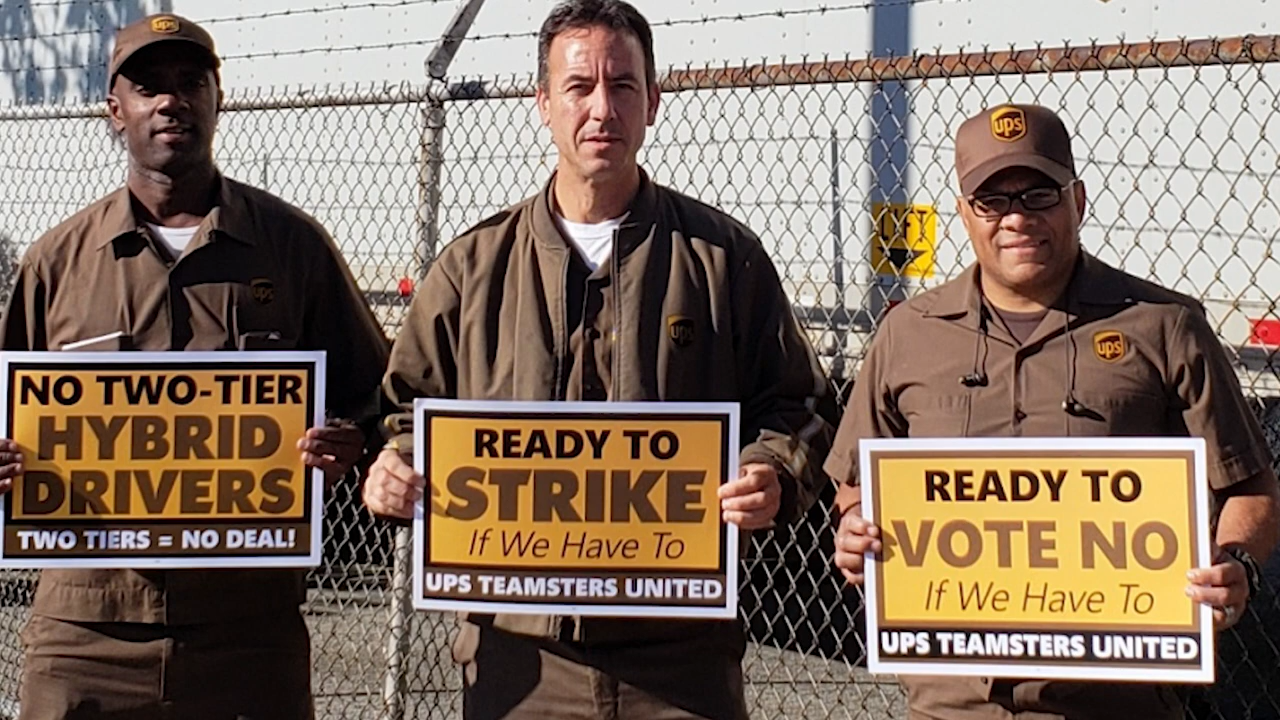 ups
ups
NO TWO-TIER
HYBRID
DRIVERS
TWO TIERS = NO DEAL!
ups
READY TO
STRIKE
If We Have To
UPS TEAMSTERS UNITED
ups
ups
READY TO
VOTE NO
If We Have To
UPS TEAMSTERS UNITED